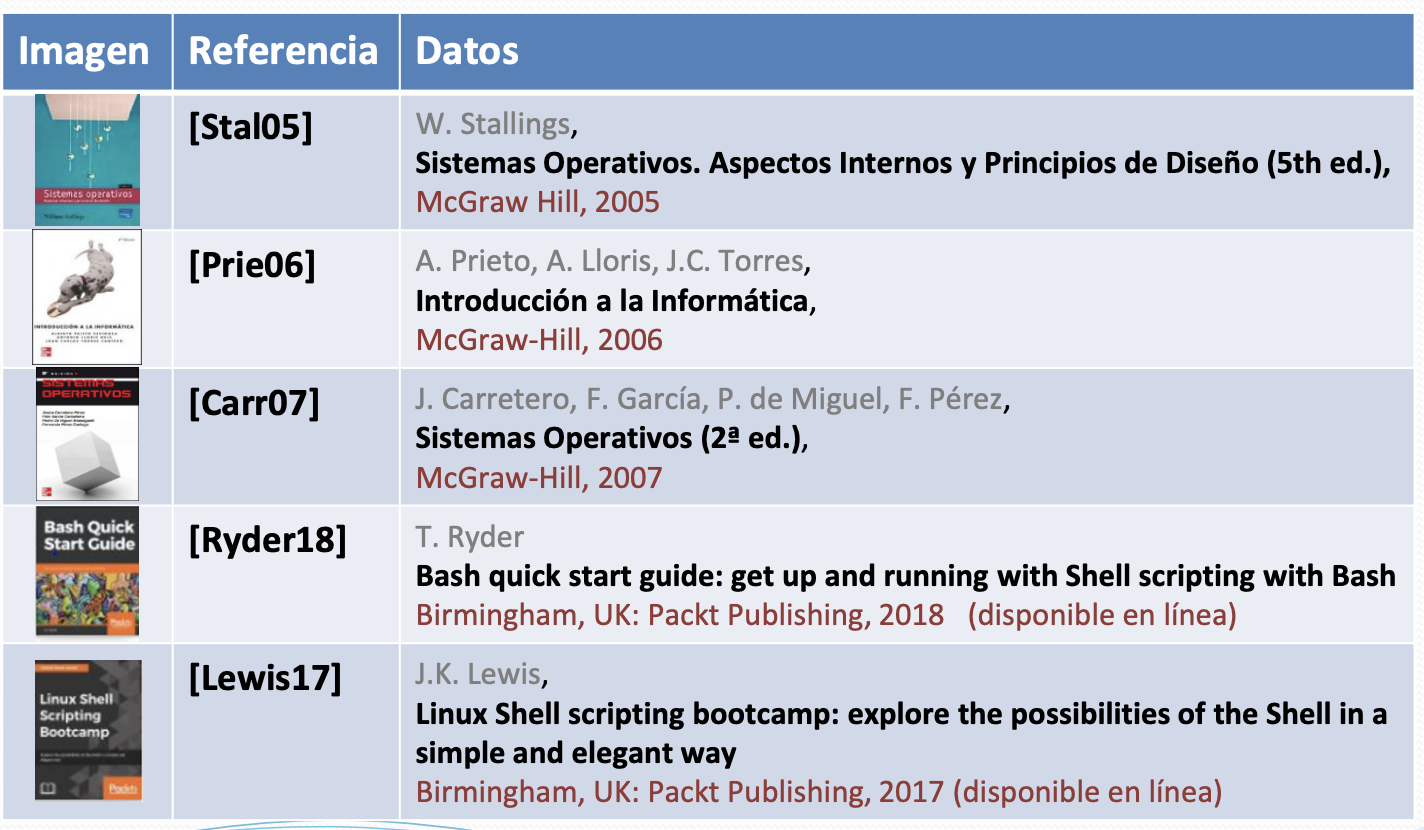 Imagen Referencia Datos
Sistemas operativos
William Stallings
[Stal05]
W. Stallings,
Sistemas Operativos. Aspectos Internos y Principios de Diseño (5th ed.),
McGraw Hill, 2005
INTRODUCCIÓN A LA INFORMÁTICA
[Prie06]
A. Prieto, A. Lloris, J.C. Torres,
Introducción a la Informática,
McGraw-Hill, 2006
SISTEMAS
OPERATIVOS
[Carr07]
J. Carretero, F. García, P. de Miguel, F. Pérez,
Sistemas Operativos (2ª ed.),
McGraw-Hill, 2007
Bash Quick
Start Guide
Packt
[Ryder18]
T. Ryder
Bash quick start guide: get up and running with Shell scripting with Bash
Birmingham, UK: Packt Publishing, 2018 (disponible en línea)
Linux Shell
Scripting
Bootcamp
Packt
[Lewis17]
J.K. Lewis,
Linux Shell scripting bootcamp: explore the possibilities of the Shell in a
simple and elegant way
Birmingham, UK: Packt Publishing, 2017 (disponible en línea)